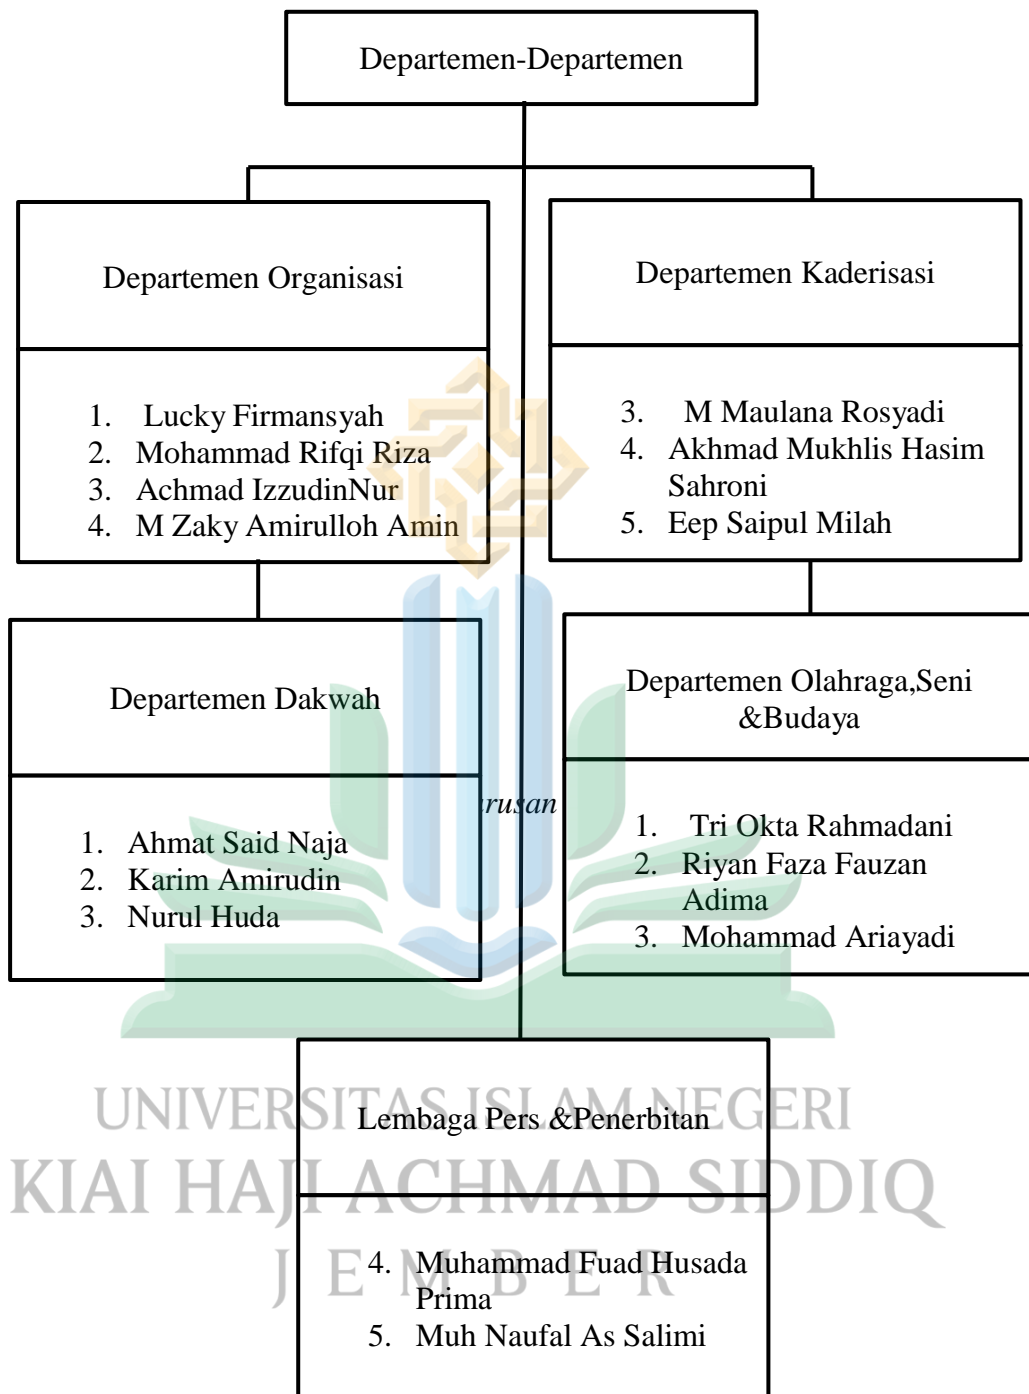 Departemen-Departemen
Departemen Organisasi
1. Lucky Firmansyah
2. Mohammad Rifqi Riza
3. Achmad IzzudinNur
4. M Zaky Amirulloh Amin
Departemen Kaderisasi
3. M Maulana Rosyadi
4. Akhmad Mukhlis Hasim
Sahroni
5. Eep Saipul Milah
Departemen Dakwah
1. Ahmat Said Naja
2. Karim Amirudin
3. Nurul Huda
Departemen Olahraga,Seni
&Budaya
1. Tri Okta Rahmadani
2. Riyan Faza Fauzan
Adima
3. Mohammad Ariayadi
Lembaga Pers &Penerbitan
4. Muhammad Fuad Husada
Prima
5. Muh Naufal As Salimi
UNIVERSITAS ISLAM NEGERI
KIAI HAJI ACHMAD SIDDIQ
JEMBER